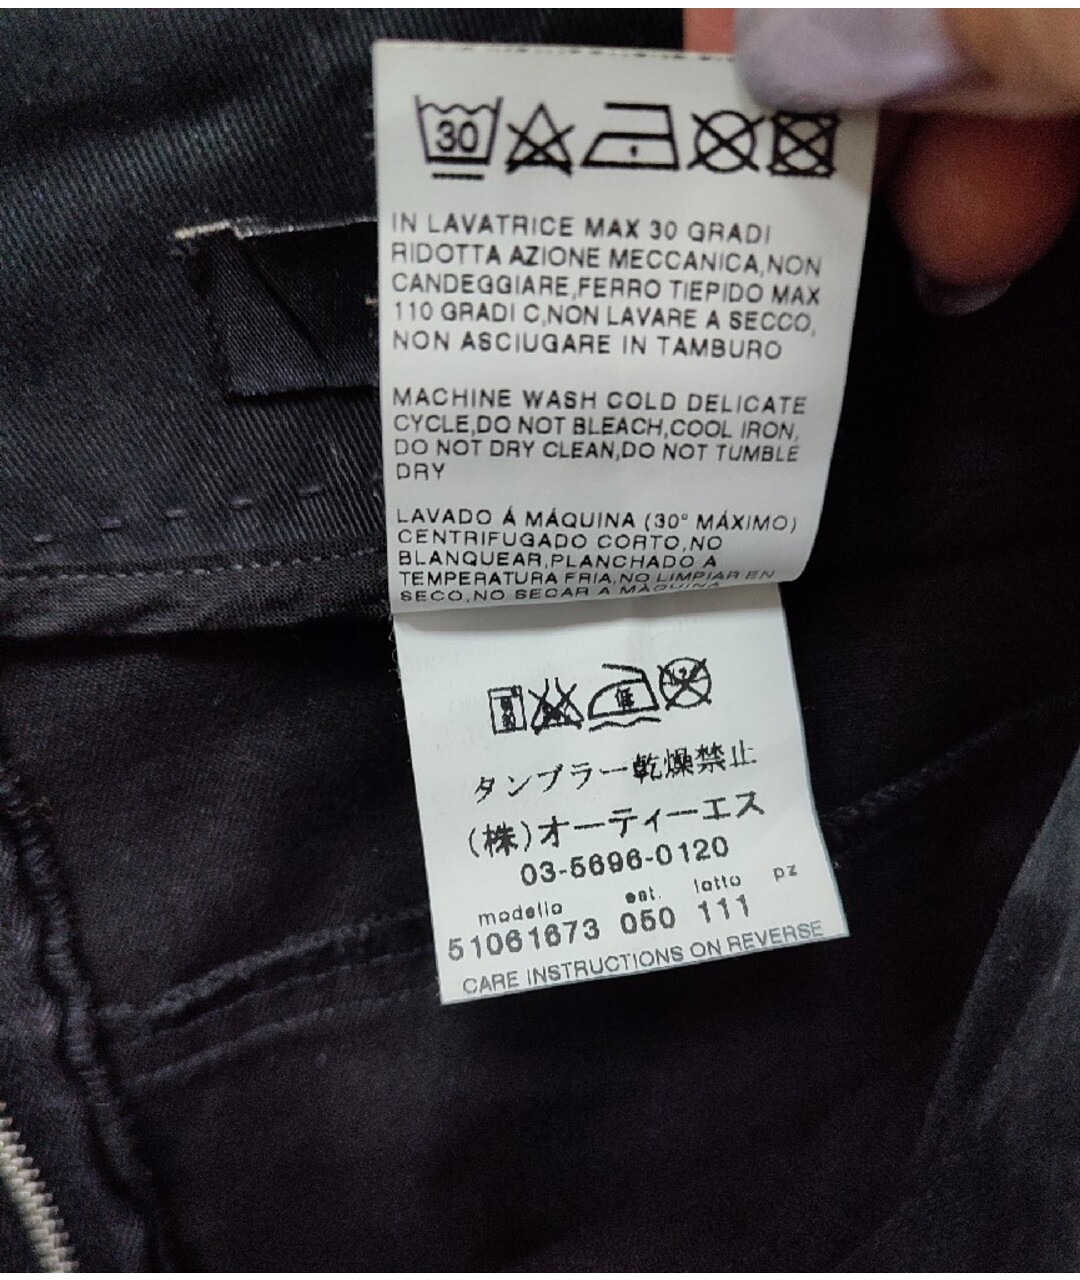 30
IN LAVATRICE MAX 30 GRADI
RIDOTTA AZIONE MECCANICA,NON
CANDEGGIARE,FERRO TIEPIDO MAX
110 GRADI C,NON LAVARE A SECCO,
NON ASCIUGARE IN TAMBURO
MACHINE WASH COLD DELICATE
CYCLE,DO NOT BLEACH,COOL IRON,
DO NOT DRY CLEAN,DO NOT TUMBLE
DRY
LAVADO Á MÁQUINA (30° MÁXIMO)
CENTRIFUGADO CORTO,NO
BLANQUEAR,PLANCHADO A
TEMPERATURA FRIA,NO LIMPIAR EN
SECO,NO SECAR A MAQUINA
低
タンブラー乾燥禁止
(株)オーティーエス
03-5696-0120
modello est. lotto pz
51061673 050 111
CARE INSTRUCTIONS ON REVERSE